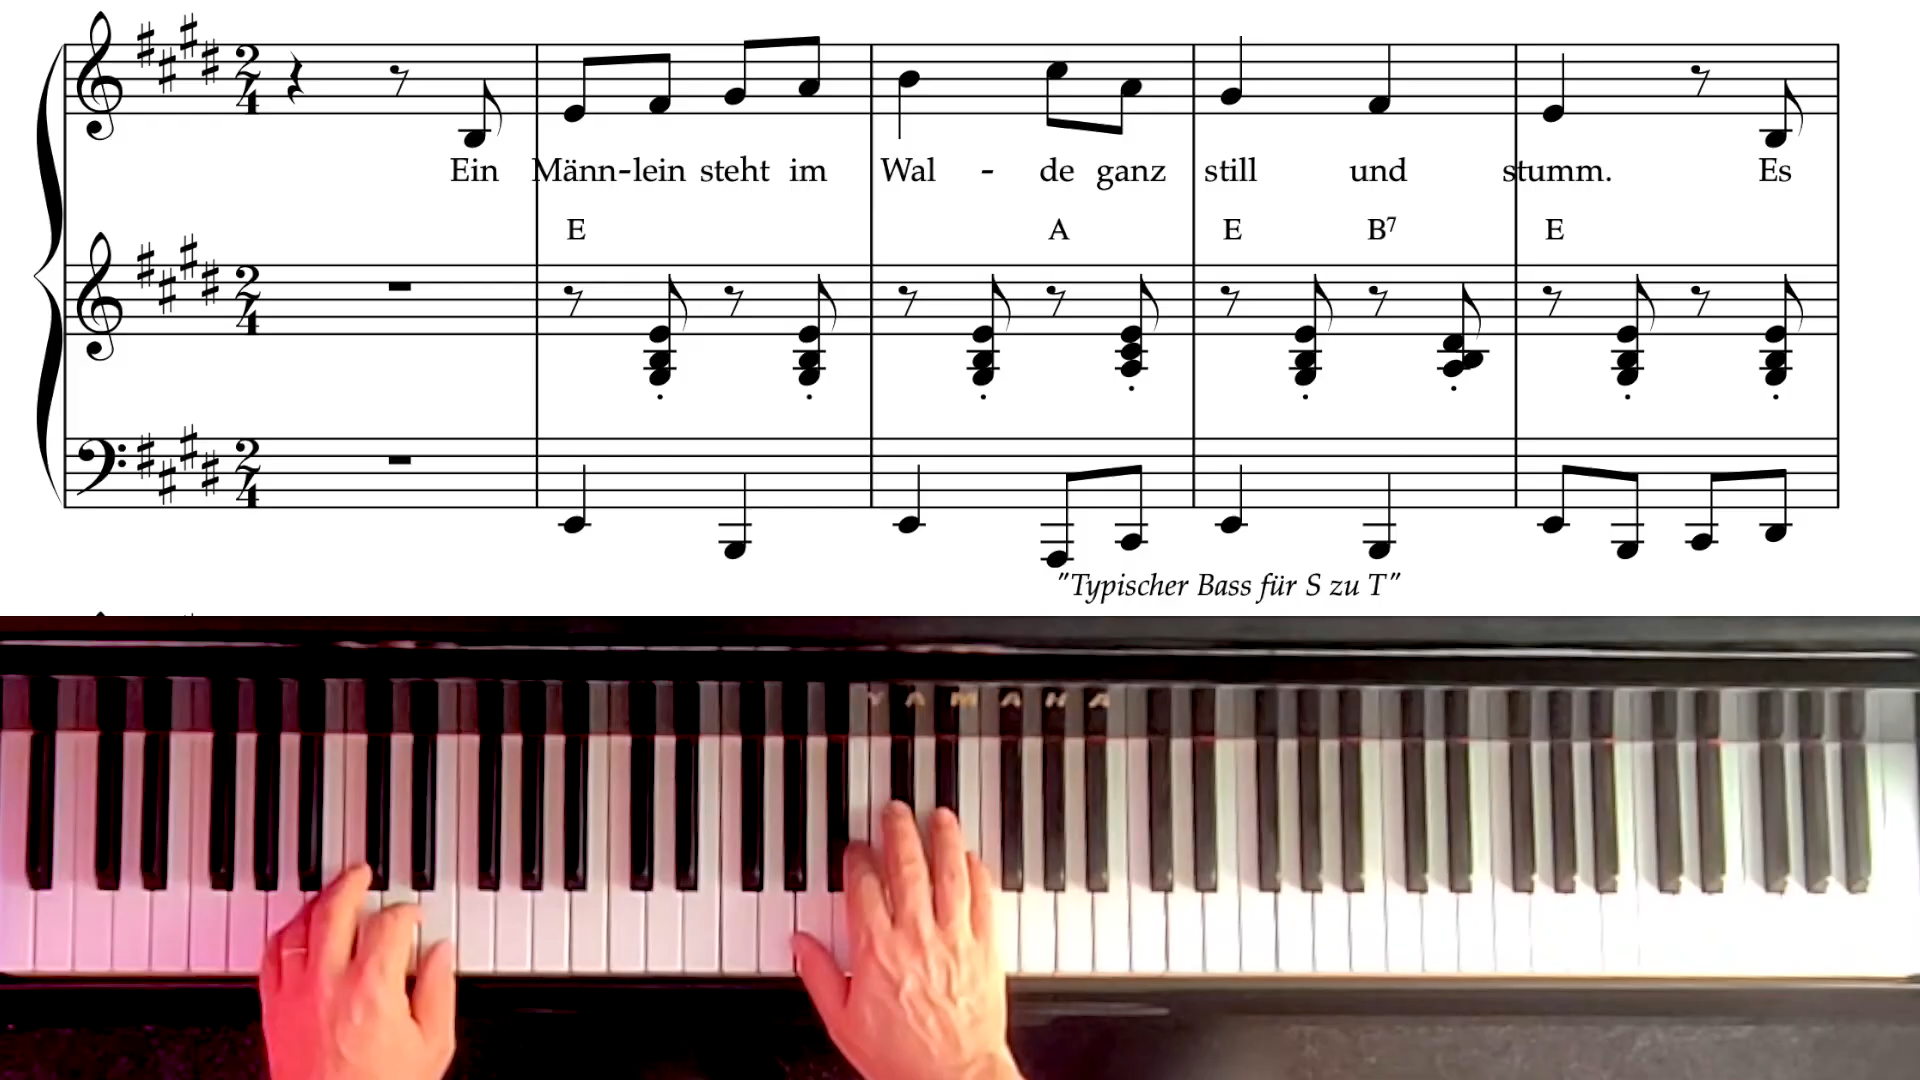 Ein Männ-lein steht im Wal - de ganz still und stumm. Es
E A E B7 E
"Typischer Bass für S zu T"
YAMAHA